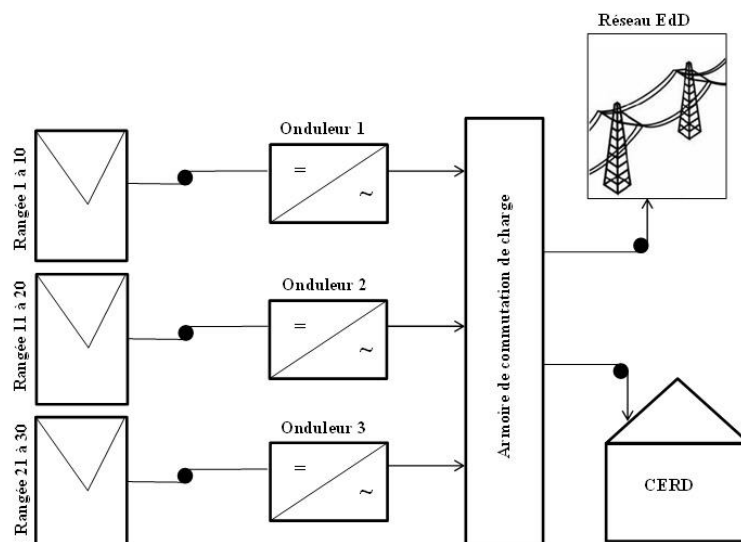 Réseau EdD
Onduleur 1
Rangée 1 à 10
=
~
Onduleur 2
Rangée 11 à 20
=
~
Armoire de commutation de charge
Onduleur 3
Rangée 21 à 30
=
~
CERD